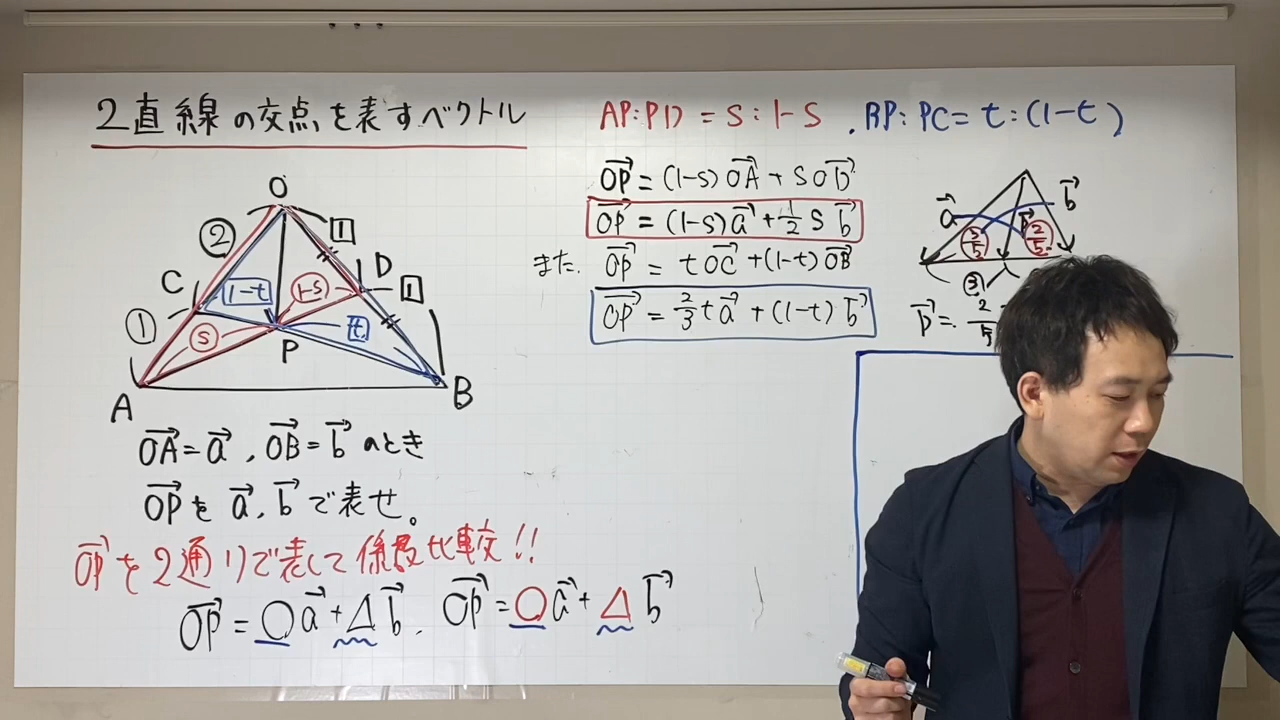 2直線の交点を表すベクトル
AP:PD = s:1-s , BP:PC = t:(1-t)
O
② 1
C D
① 1-t 1-s 1
s t
P
A B
OA→=a→, OB→=b→ のとき
OP→を a→, b→で表せ。
OP→を2通りで表して係数比較!!
OP→=○a→+△b→, OP→=○a→+△b→
OP→=(1-s)OA→+sOD→
OP→=(1-s)a→+1/2 s b→
また, OP→=tOC→+(1-t)OB→
OP→=2/3 t a→+(1-t)b→
a→ b→
3/5 p→ 2/5
③
p→= 2/5